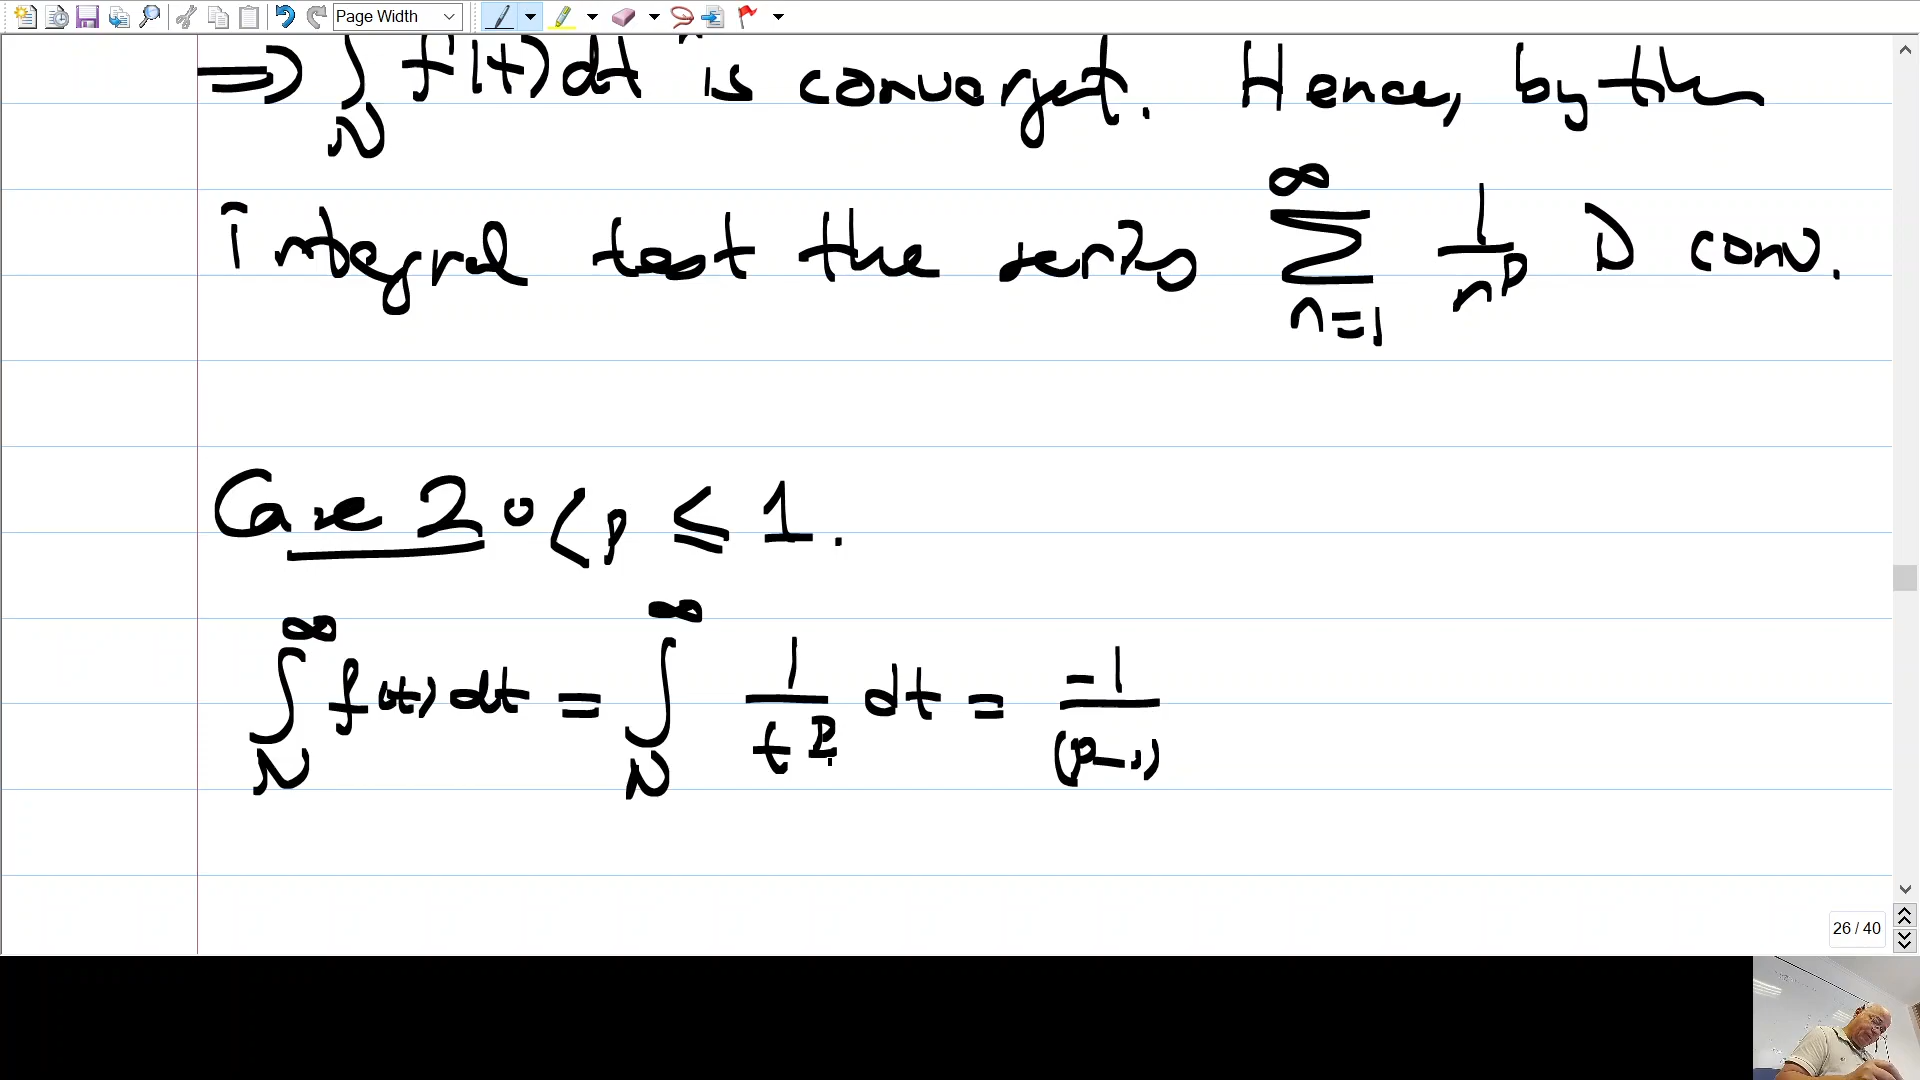 Page Width
⇒ ∫_N f(t)dt is convergent. Hence, by the
Integral test the series ∑_{n=1}^{∞} 1/n^p is conv.
Case 2 0 < p ≤ 1.
∫_N^∞ f(t) dt = ∫_N^∞ 1/t^p dt = -1/(p-1)
26 / 40